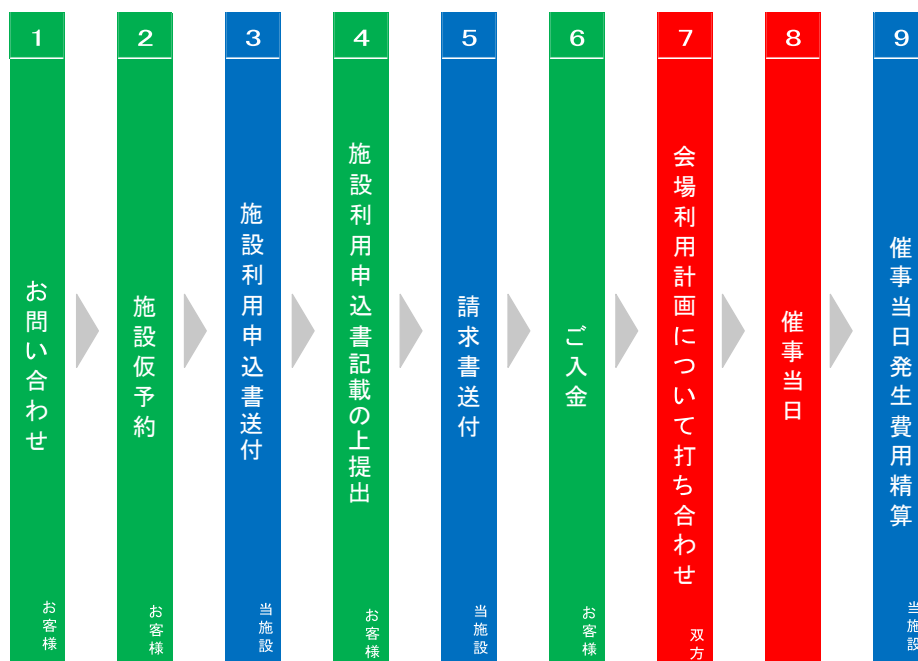 1
お問い合わせ
お客様
2
施設仮予約
お客様
3
施設利用申込書送付
当施設
4
施設利用申込書記載の上提出
お客様
5
請求書送付
当施設
6
ご入金
お客様
7
会場利用計画について打ち合わせ
双方
8
催事当日
9
催事当日発生費用精算
当施設